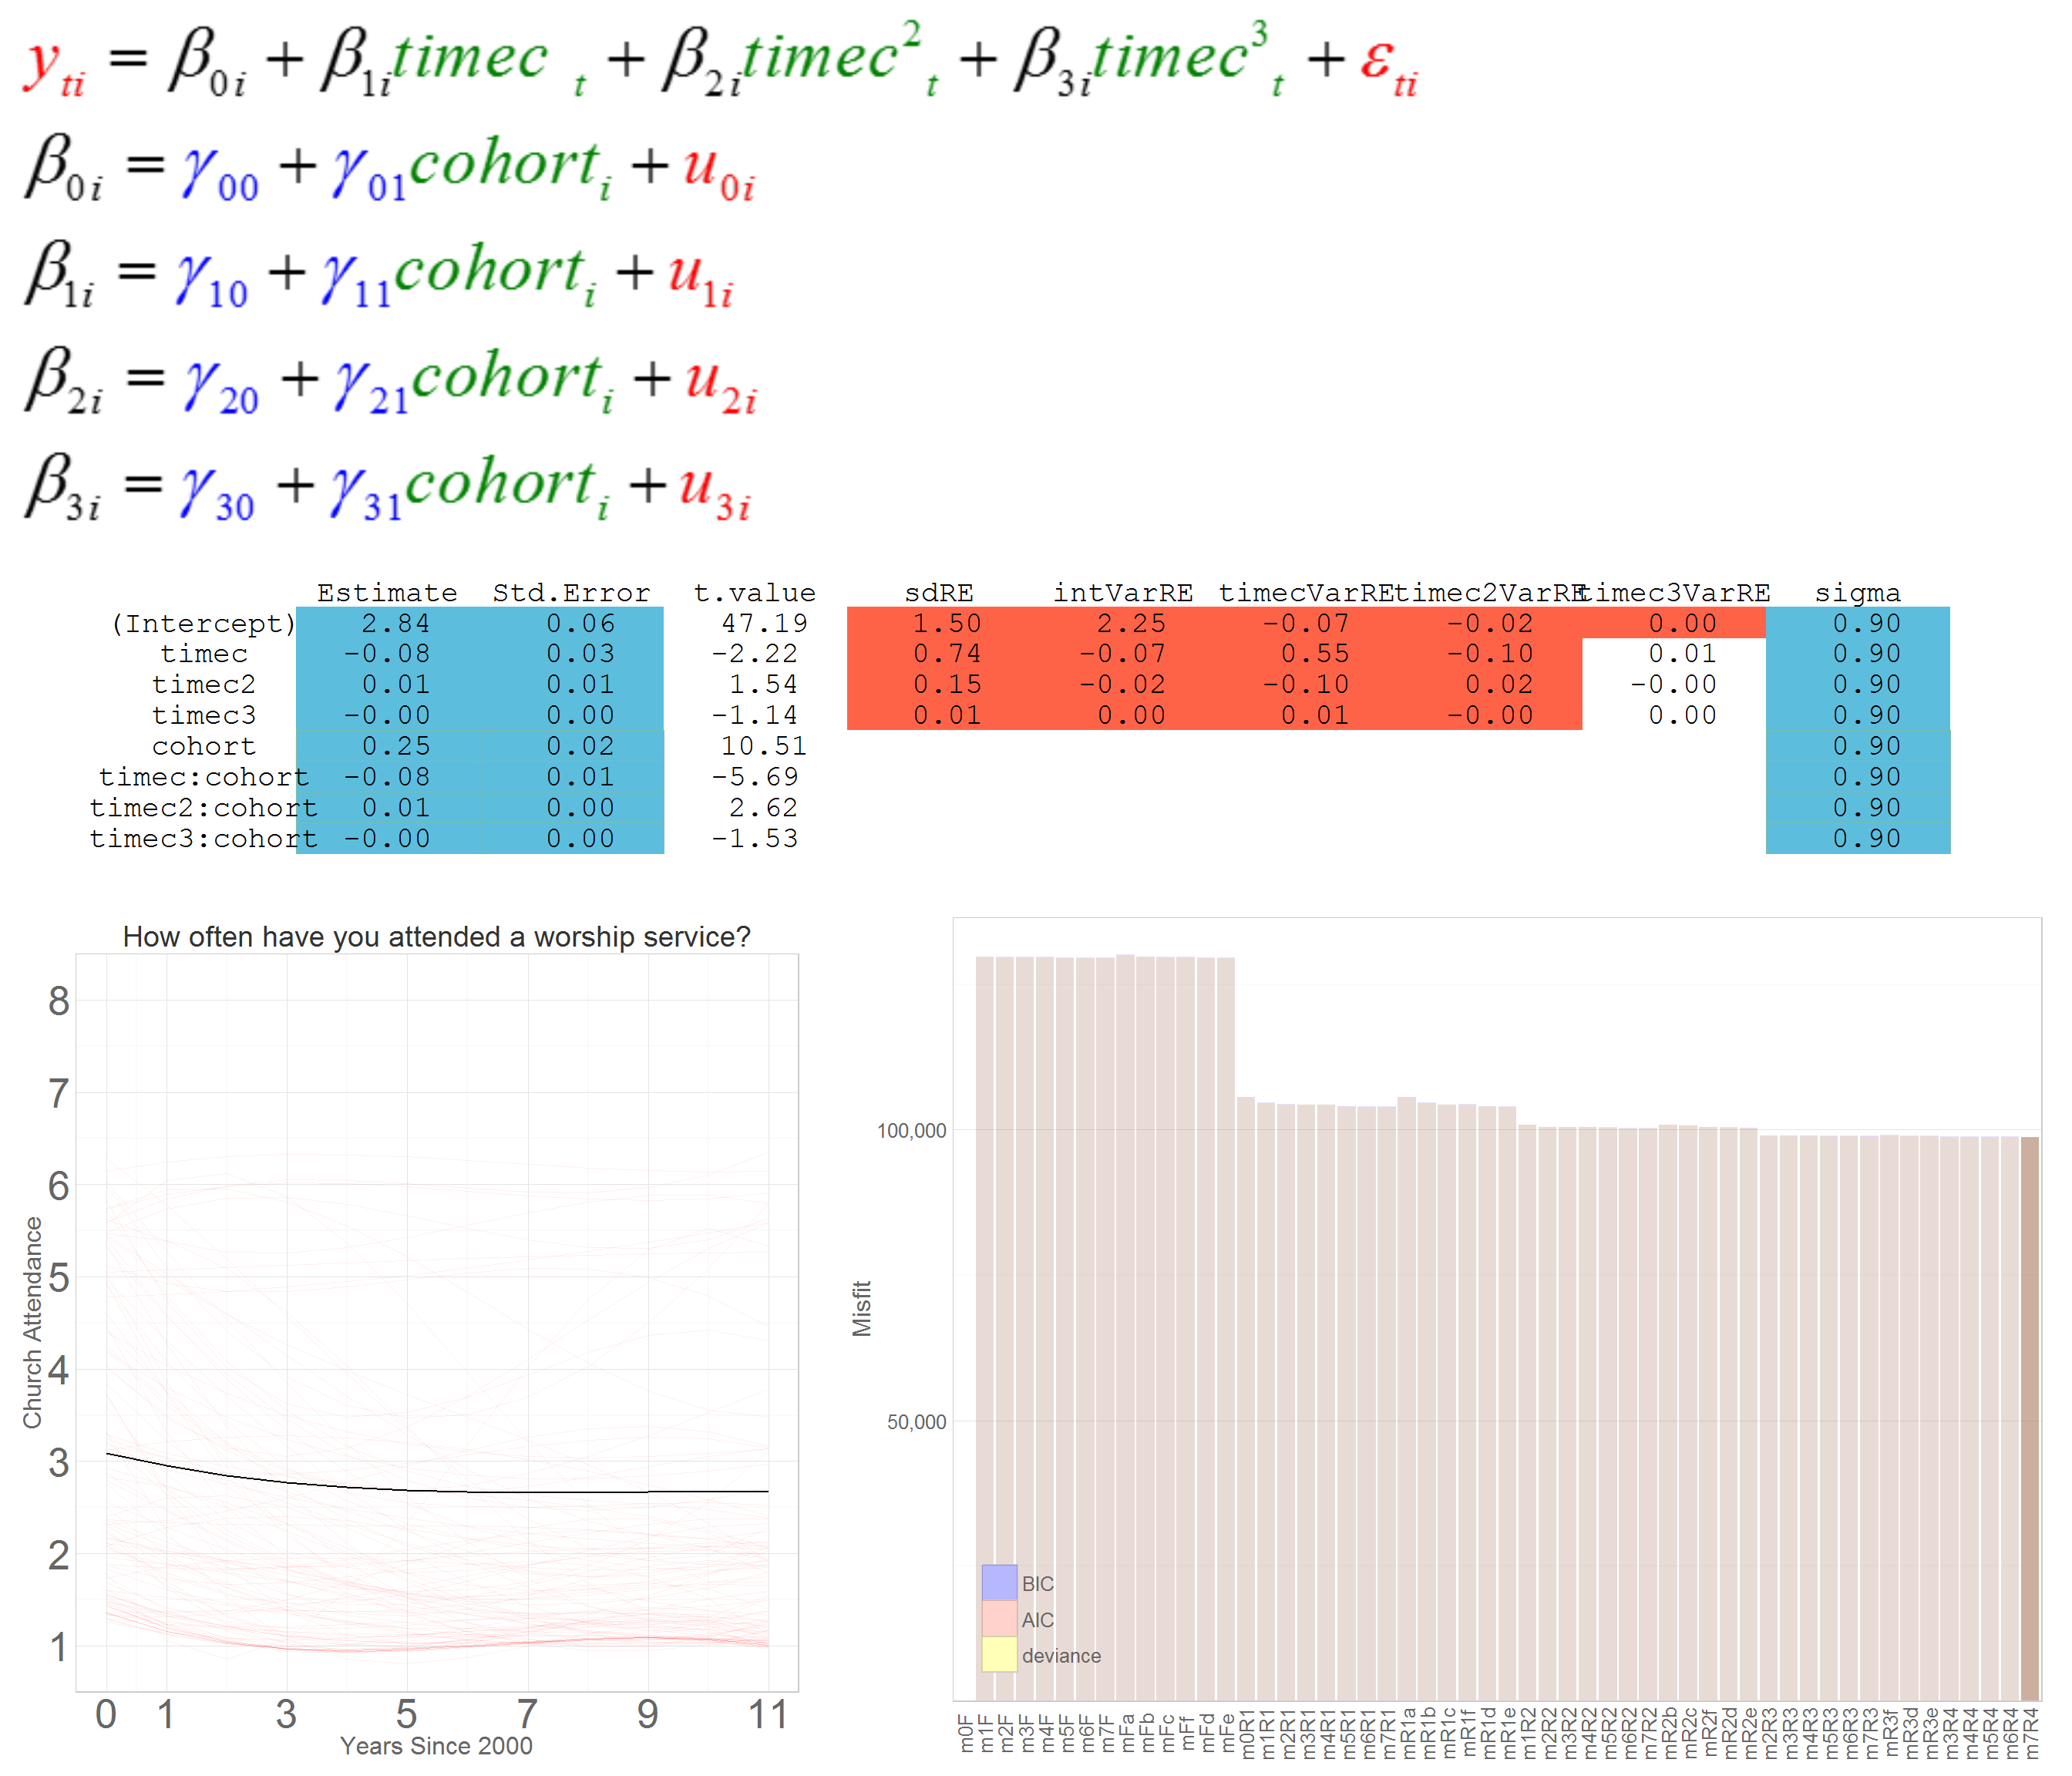 y_ti = β_0i + β_1i timec_t + β_2i timec²_t + β_3i timec³_t + ε_ti
β_0i = γ_00 + γ_01 cohort_i + u_0i
β_1i = γ_10 + γ_11 cohort_i + u_1i
β_2i = γ_20 + γ_21 cohort_i + u_2i
β_3i = γ_30 + γ_31 cohort_i + u_3i
Estimate Std.Error t.value sdRE intVarRE timecVarRE timec2VarRE timec3VarRE sigma
(Intercept) 2.84 0.06 47.19 1.50 2.25 -0.07 -0.02 0.00 0.90
timec -0.08 0.03 -2.22 0.74 -0.07 0.55 -0.10 0.01 0.90
timec2 0.01 0.01 1.54 0.15 -0.02 -0.10 0.02 -0.00 0.90
timec3 -0.00 0.00 -1.14 0.01 0.00 0.01 -0.00 0.00 0.90
cohort 0.25 0.02 10.51 0.90
timec:cohort -0.08 0.01 -5.69 0.90
timec2:cohort 0.01 0.00 2.62 0.90
timec3:cohort -0.00 0.00 -1.53 0.90
How often have you attended a worship service?
8
7
6
5
4
3
2
1
Church Attendance
0 1 3 5 7 9 11
Years Since 2000
100,000
50,000
Misfit
BIC
AIC
deviance
m0F m1F m2F m3F m4F m5F m6F m7F mFa mFb mFc mFf mFd mFe m0R1 m1R1 m2R1 m3R1 m4R1 m5R1 m6R1 m7R1 mR1a mR1b mR1c mR1f mR1d mR1e m1R2 m2R2 m3R2 m4R2 m5R2 m6R2 m7R2 mR2b mR2c mR2f mR2d mR2e m2R3 m3R3 m4R3 m5R3 m6R3 m7R3 mR3f mR3d mR3e m3R4 m4R4 m5R4 m6R4 m7R4